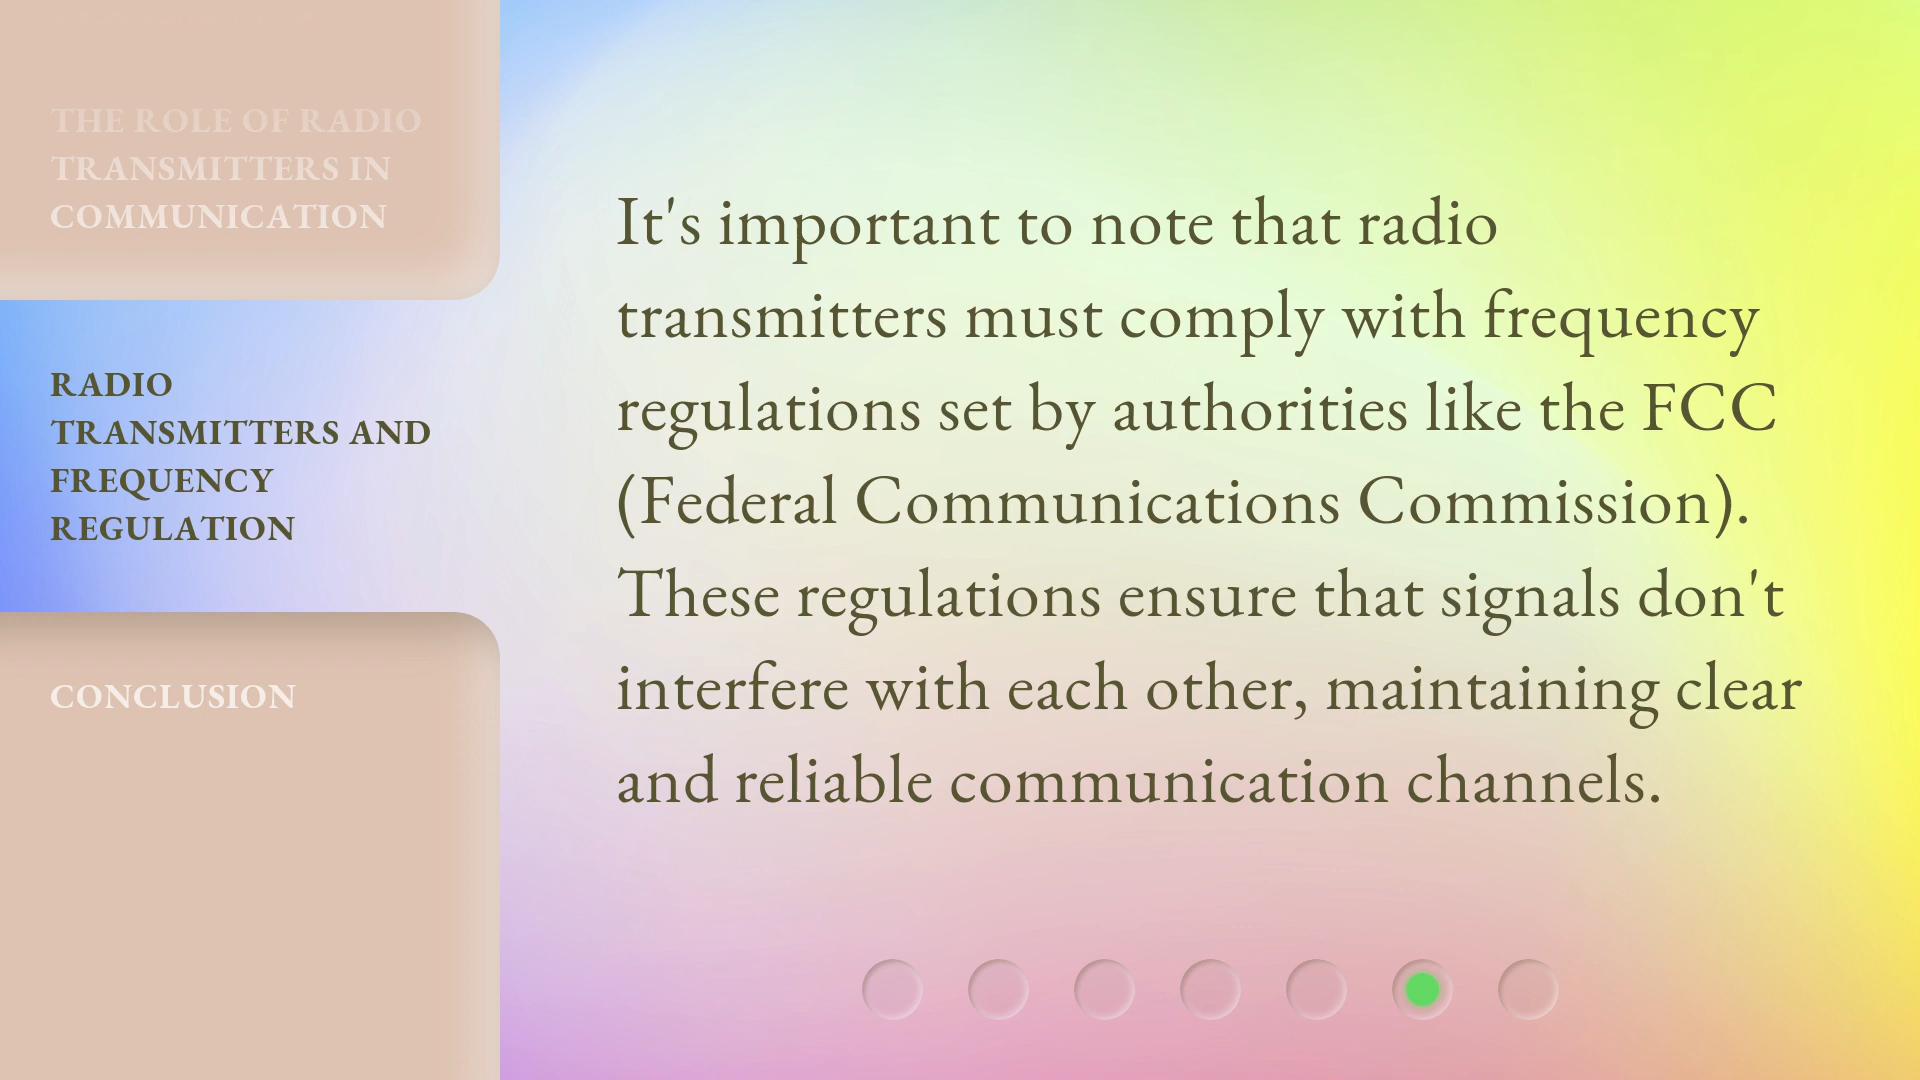 THE ROLE OF RADIO
TRANSMITTERS IN
COMMUNICATION
RADIO
TRANSMITTERS AND
FREQUENCY
REGULATION
CONCLUSION
It's important to note that radio
transmitters must comply with frequency
regulations set by authorities like the FCC
(Federal Communications Commission).
These regulations ensure that signals don't
interfere with each other, maintaining clear
and reliable communication channels.